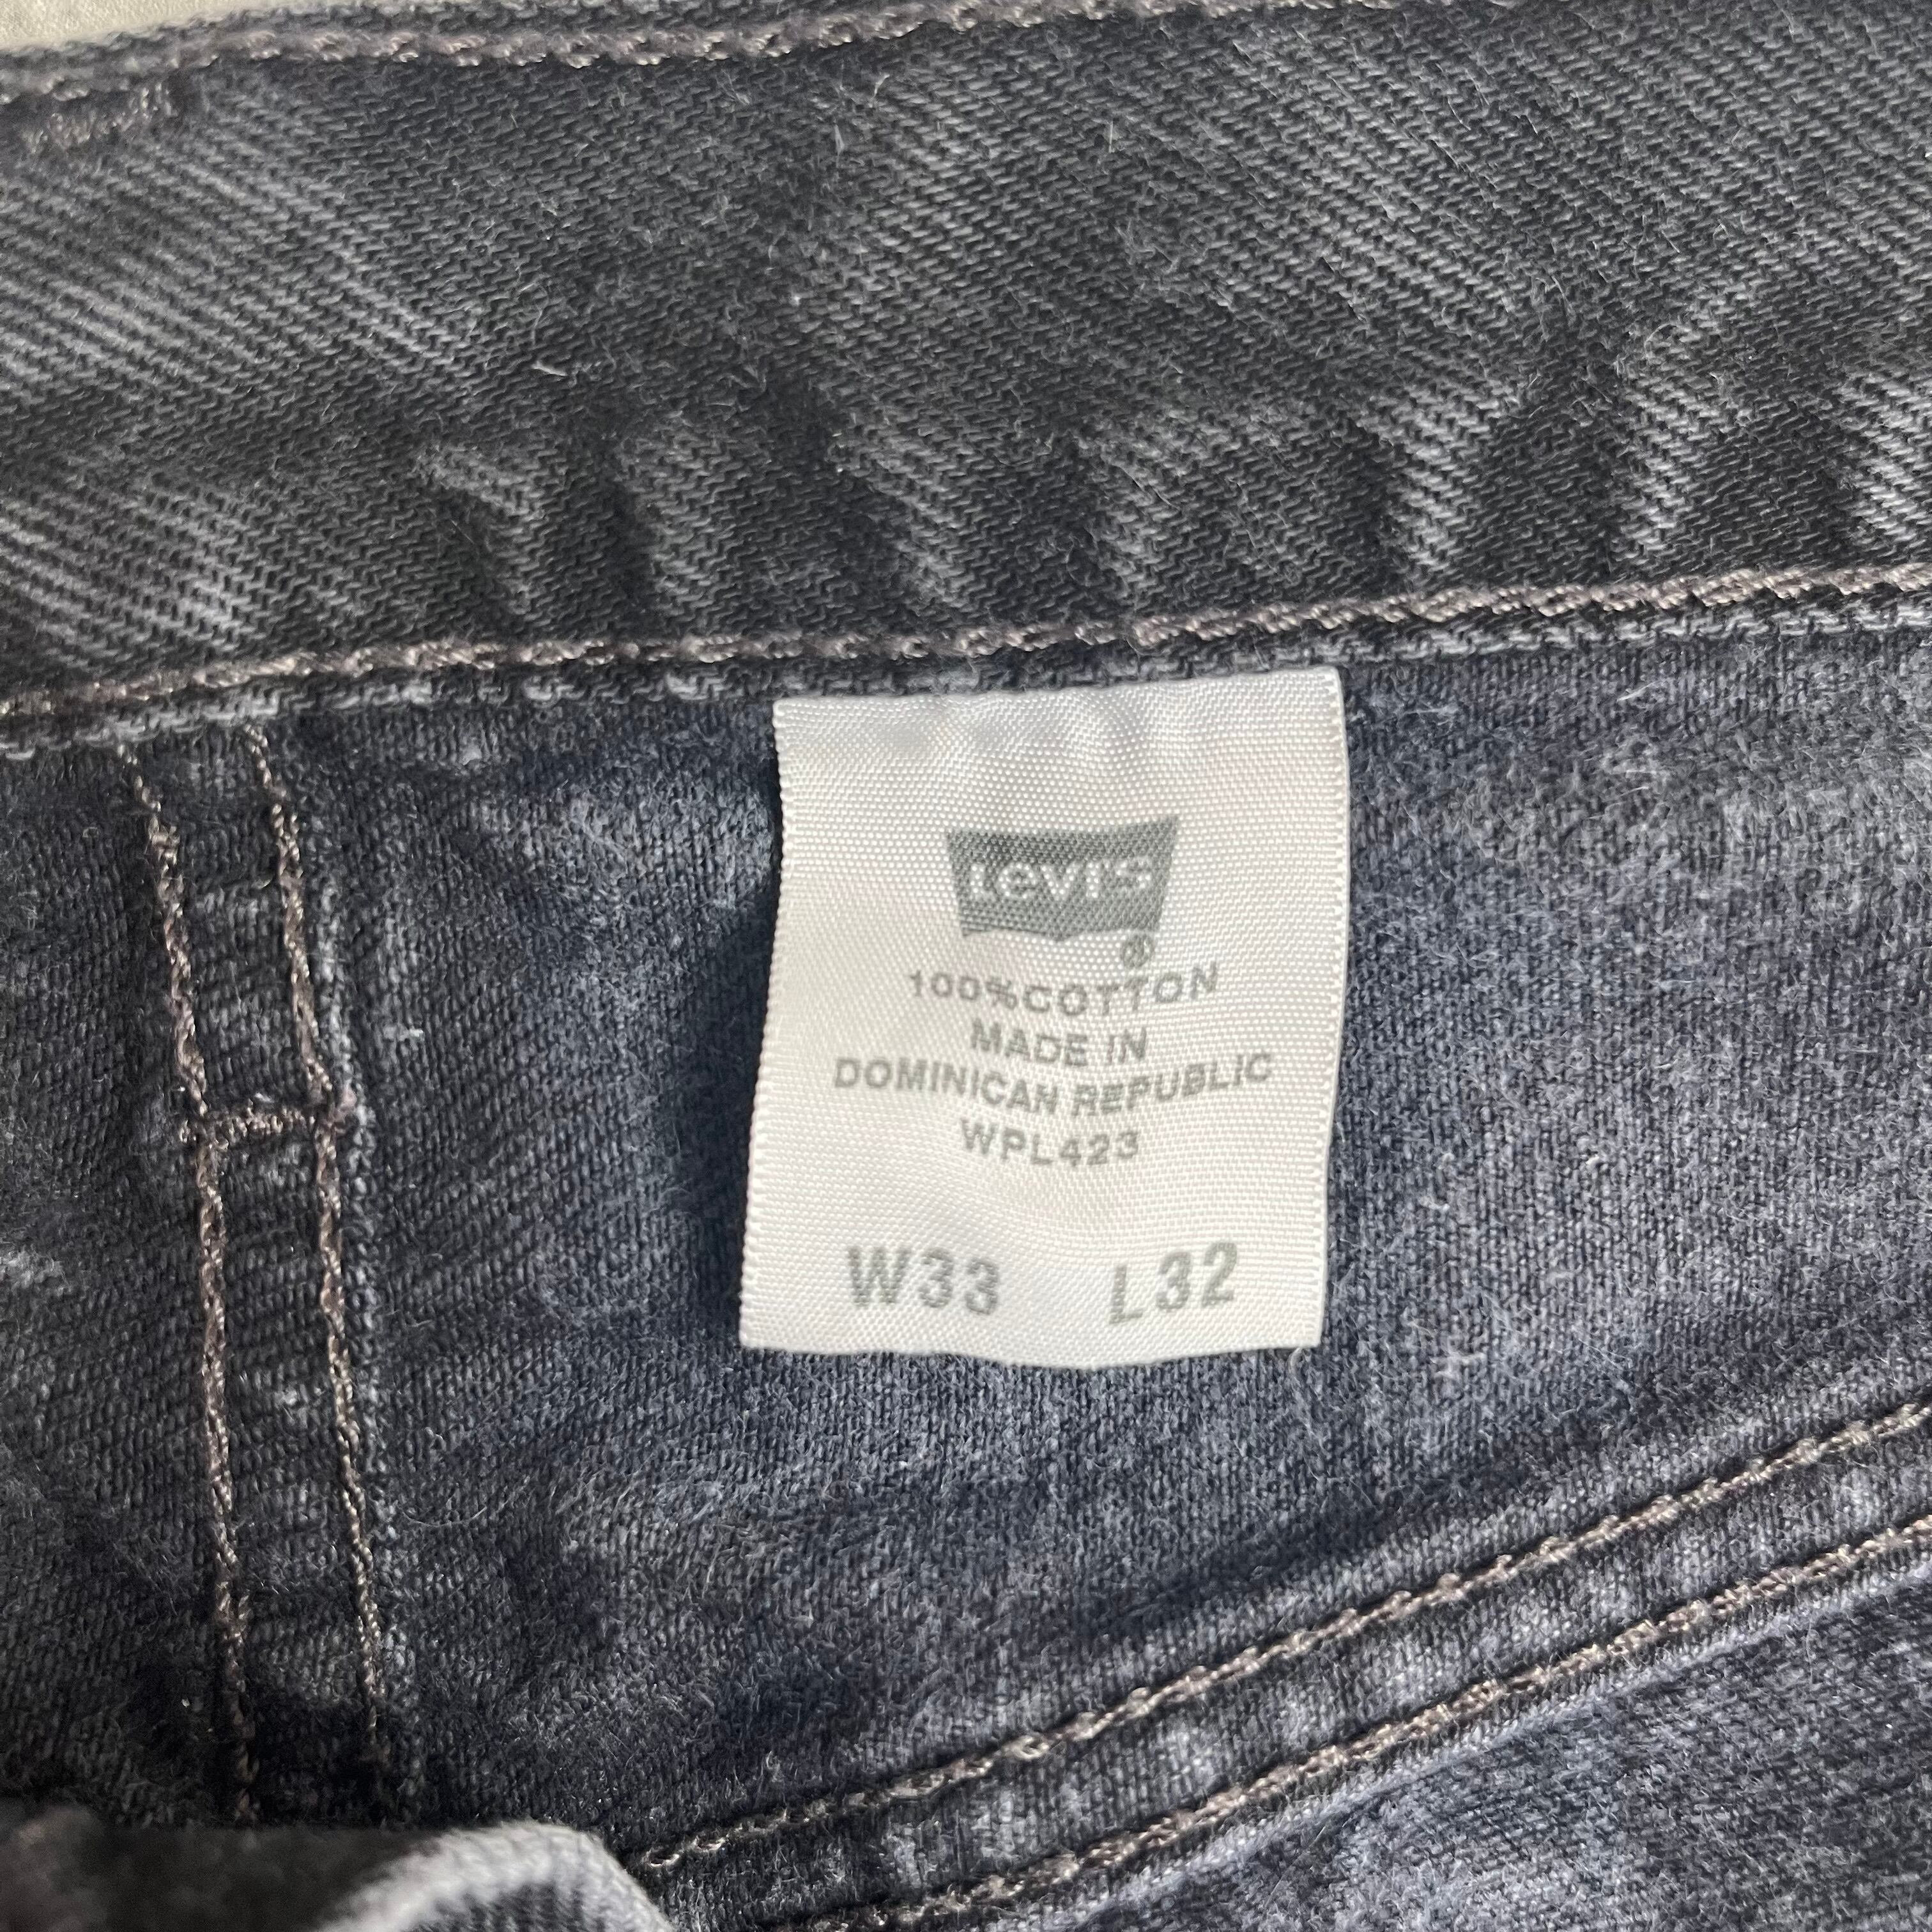 Levi's
®
100%COTTON
MADE IN
DOMINICAN REPUBLIC
WPL423
W33 L32